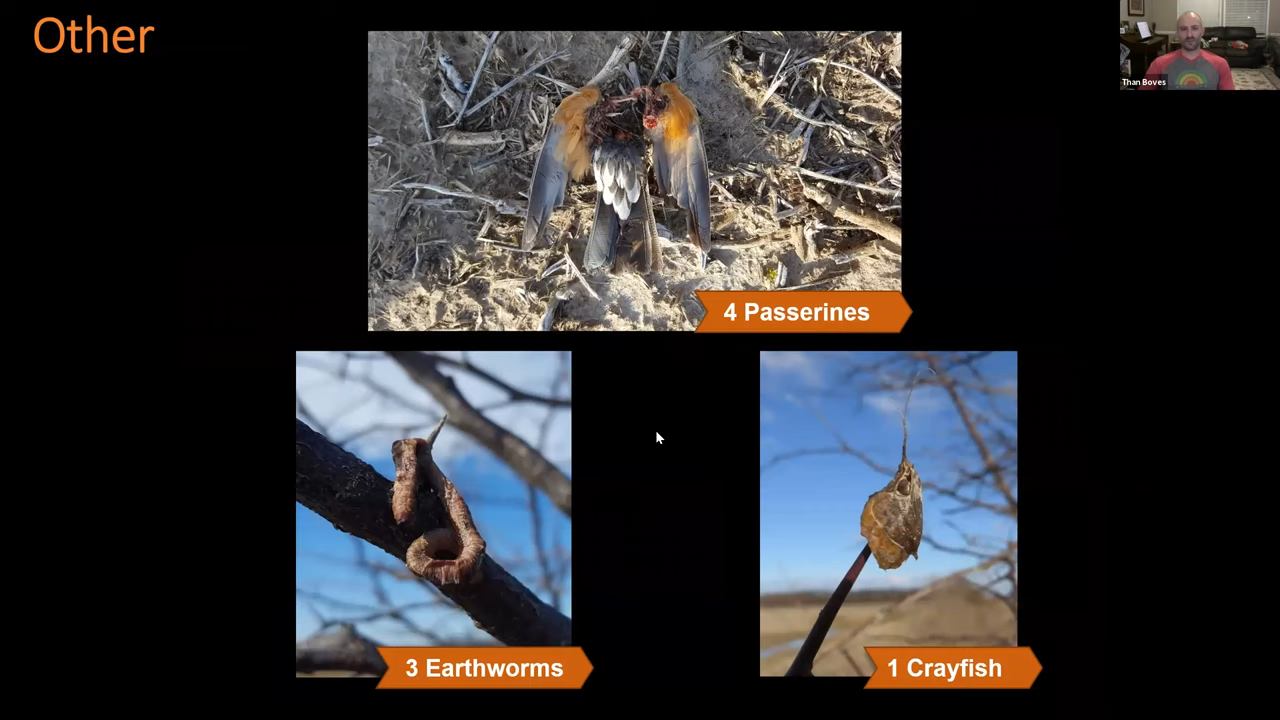 Other
Than Boves
4 Passerines
3 Earthworms
1 Crayfish